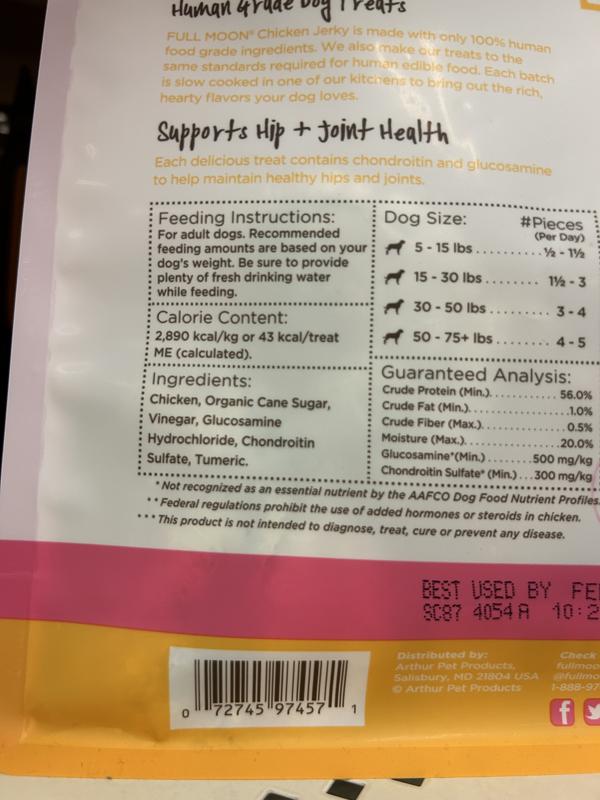 Human Grade Dog Treats
FULL MOON® Chicken Jerky is made with only 100% human
food grade ingredients. We also make our treats to the
same standards required for human edible food. Each batch
is slow cooked in one of our kitchens to bring out the rich,
hearty flavors your dog loves.
Supports Hip + Joint Health
Each delicious treat contains chondroitin and glucosamine
to help maintain healthy hips and joints.
Feeding Instructions:
For adult dogs. Recommended
feeding amounts are based on your
dog's weight. Be sure to provide
plenty of fresh drinking water
while feeding.
Calorie Content:
2,890 kcal/kg or 43 kcal/treat
ME (calculated).
Ingredients:
Chicken, Organic Cane Sugar,
Vinegar, Glucosamine
Hydrochloride, Chondroitin
Sulfate, Tumeric.
Dog Size: #Pieces
(Per Day)
5 - 15 lbs .......... ½ - 1½
15 - 30 lbs .......... 1½ - 3
30 - 50 lbs .......... 3 - 4
50 - 75+ lbs ........ 4 - 5
Guaranteed Analysis:
Crude Protein (Min.)............. 56.0%
Crude Fat (Min.).................. 1.0%
Crude Fiber (Max.)............... 0.5%
Moisture (Max.).................. 20.0%
Glucosamine*(Min.)........500 mg/kg
Chondroitin Sulfate* (Min.)...300 mg/kg
* Not recognized as an essential nutrient by the AAFCO Dog Food Nutrient Profiles.
** Federal regulations prohibit the use of added hormones or steroids in chicken.
*** This product is not intended to diagnose, treat, cure or prevent any disease.
BEST USED BY FE
SC87 4054 A 10:2
0 72745 97457 1
Distributed by:
Arthur Pet Products,
Salisbury, MD 21804 USA
© Arthur Pet Products
Check
fullmoo
@fullmo
1-888-97